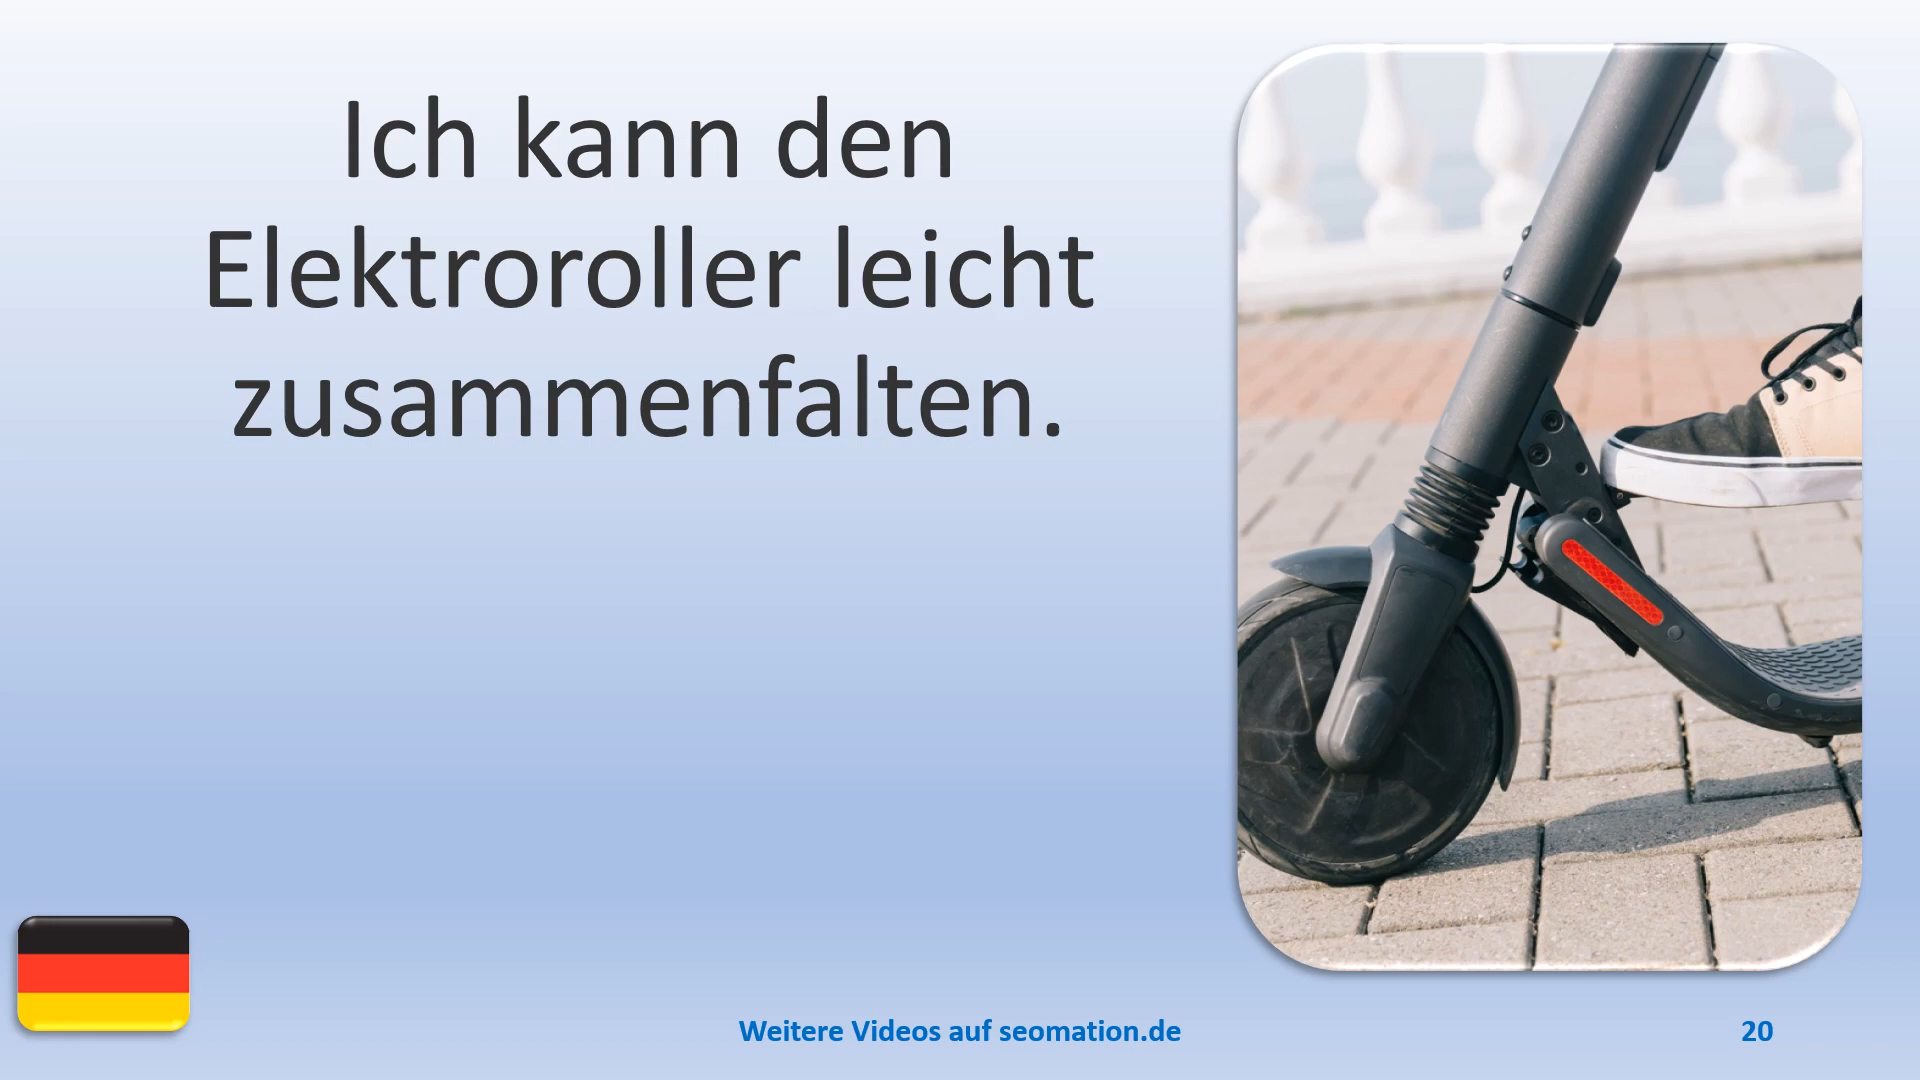 Ich kann den
Elektroroller leicht
zusammenfalten.
Weitere Videos auf seomation.de
20